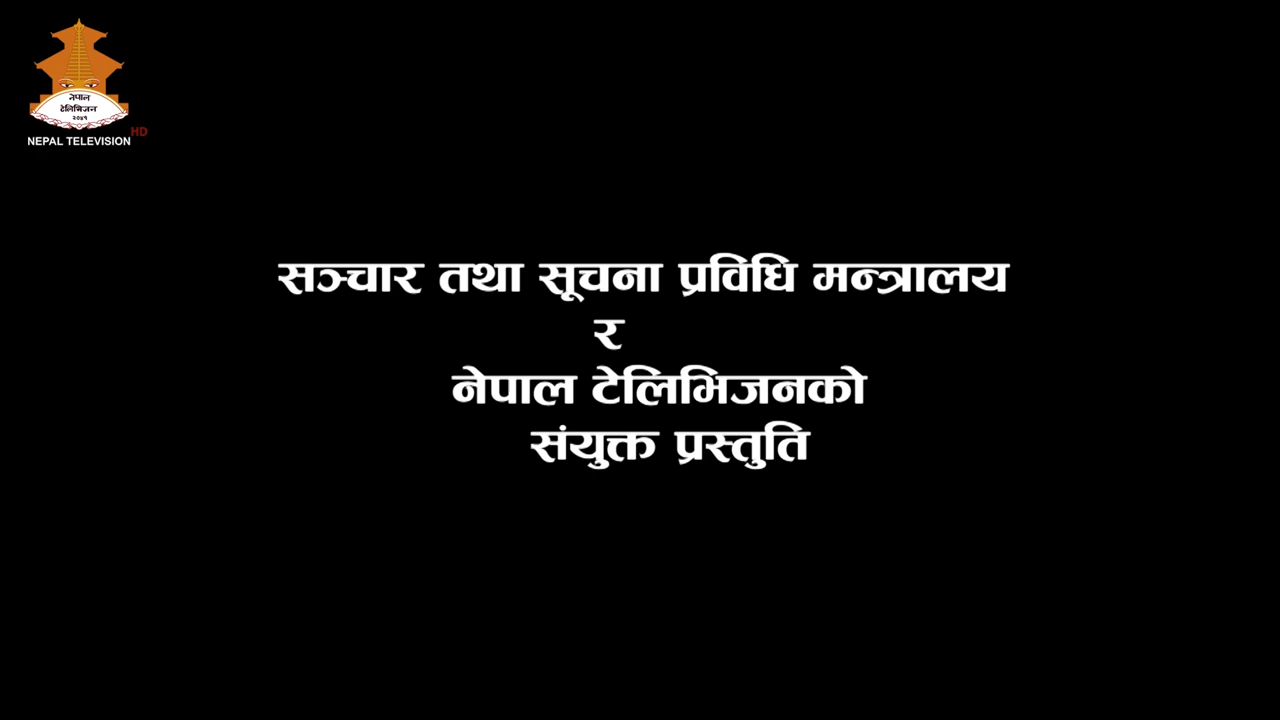 नेपाल
टेलिभिजन
२०४१
HD
NEPAL TELEVISION
सञ्चार तथा सूचना प्रविधि मन्त्रालय
र
नेपाल टेलिभिजनको
संयुक्त प्रस्तुति